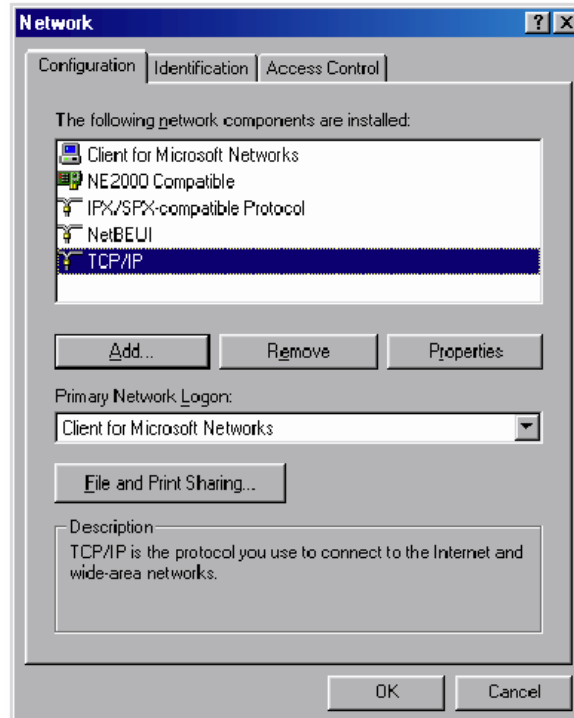 Network
Configuration Identification Access Control
The following network components are installed:
Client for Microsoft Networks
NE2000 Compatible
IPX/SPX-compatible Protocol
NetBEUI
TCP/IP
Add... Remove Properties
Primary Network Logon:
Client for Microsoft Networks
File and Print Sharing...
Description
TCP/IP is the protocol you use to connect to the Internet and
wide-area networks.
OK Cancel